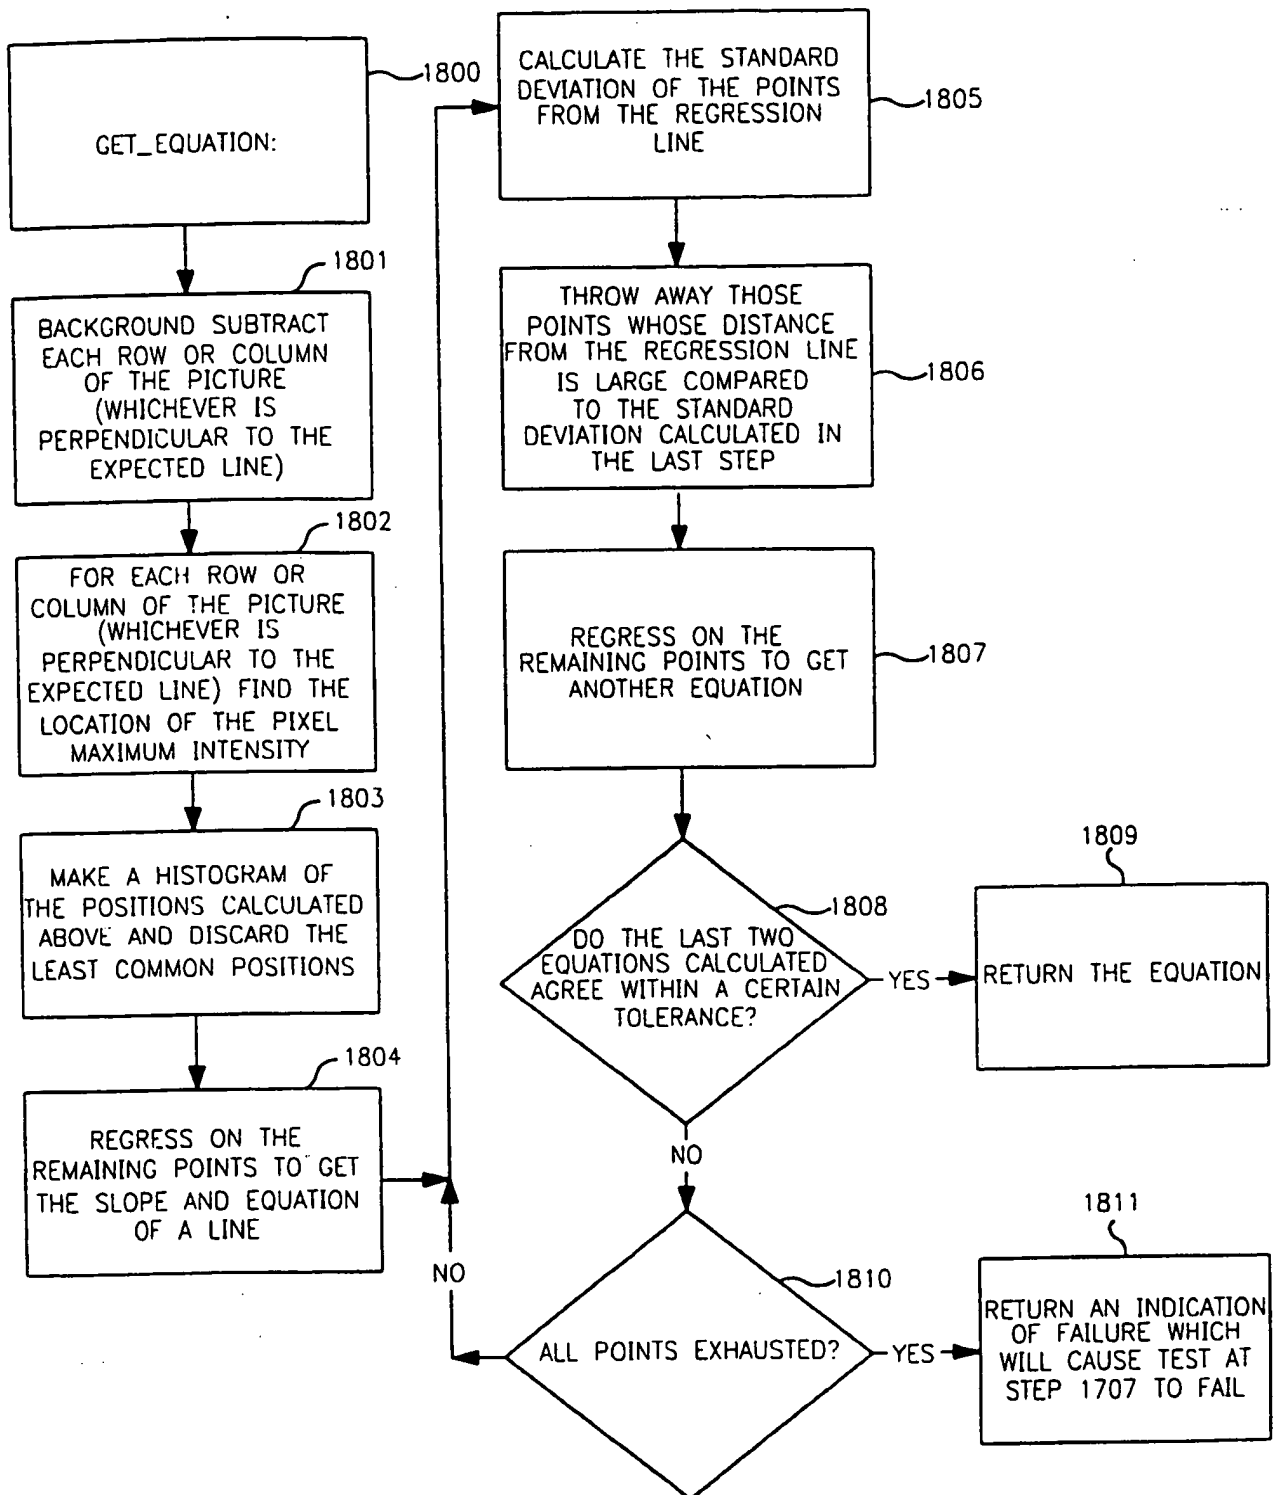 1800
GET_EQUATION:
1801
BACKGROUND SUBTRACT
EACH ROW OR COLUMN
OF THE PICTURE
(WHICHEVER IS
PERPENDICULAR TO THE
EXPECTED LINE)
1802
FOR EACH ROW OR
COLUMN OF THE PICTURE
(WHICHEVER IS
PERPENDICULAR TO THE
EXPECTED LINE) FIND THE
LOCATION OF THE PIXEL
MAXIMUM INTENSITY
1803
MAKE A HISTOGRAM OF
THE POSITIONS CALCULATED
ABOVE AND DISCARD THE
LEAST COMMON POSITIONS
1804
REGRESS ON THE
REMAINING POINTS TO GET
THE SLOPE AND EQUATION
OF A LINE
CALCULATE THE STANDARD
DEVIATION OF THE POINTS
FROM THE REGRESSION
LINE
1805
THROW AWAY THOSE
POINTS WHOSE DISTANCE
FROM THE REGRESSION LINE
IS LARGE COMPARED
TO THE STANDARD
DEVIATION CALCULATED IN
THE LAST STEP
1806
REGRESS ON THE
REMAINING POINTS TO GET
ANOTHER EQUATION
1807
1808
DO THE LAST TWO
EQUATIONS CALCULATED
AGREE WITHIN A CERTAIN
TOLERANCE?
YES
1809
RETURN THE EQUATION
NO
1810
ALL POINTS EXHAUSTED?
NO
YES
1811
RETURN AN INDICATION
OF FAILURE WHICH
WILL CAUSE TEST AT
STEP 1707 TO FAIL